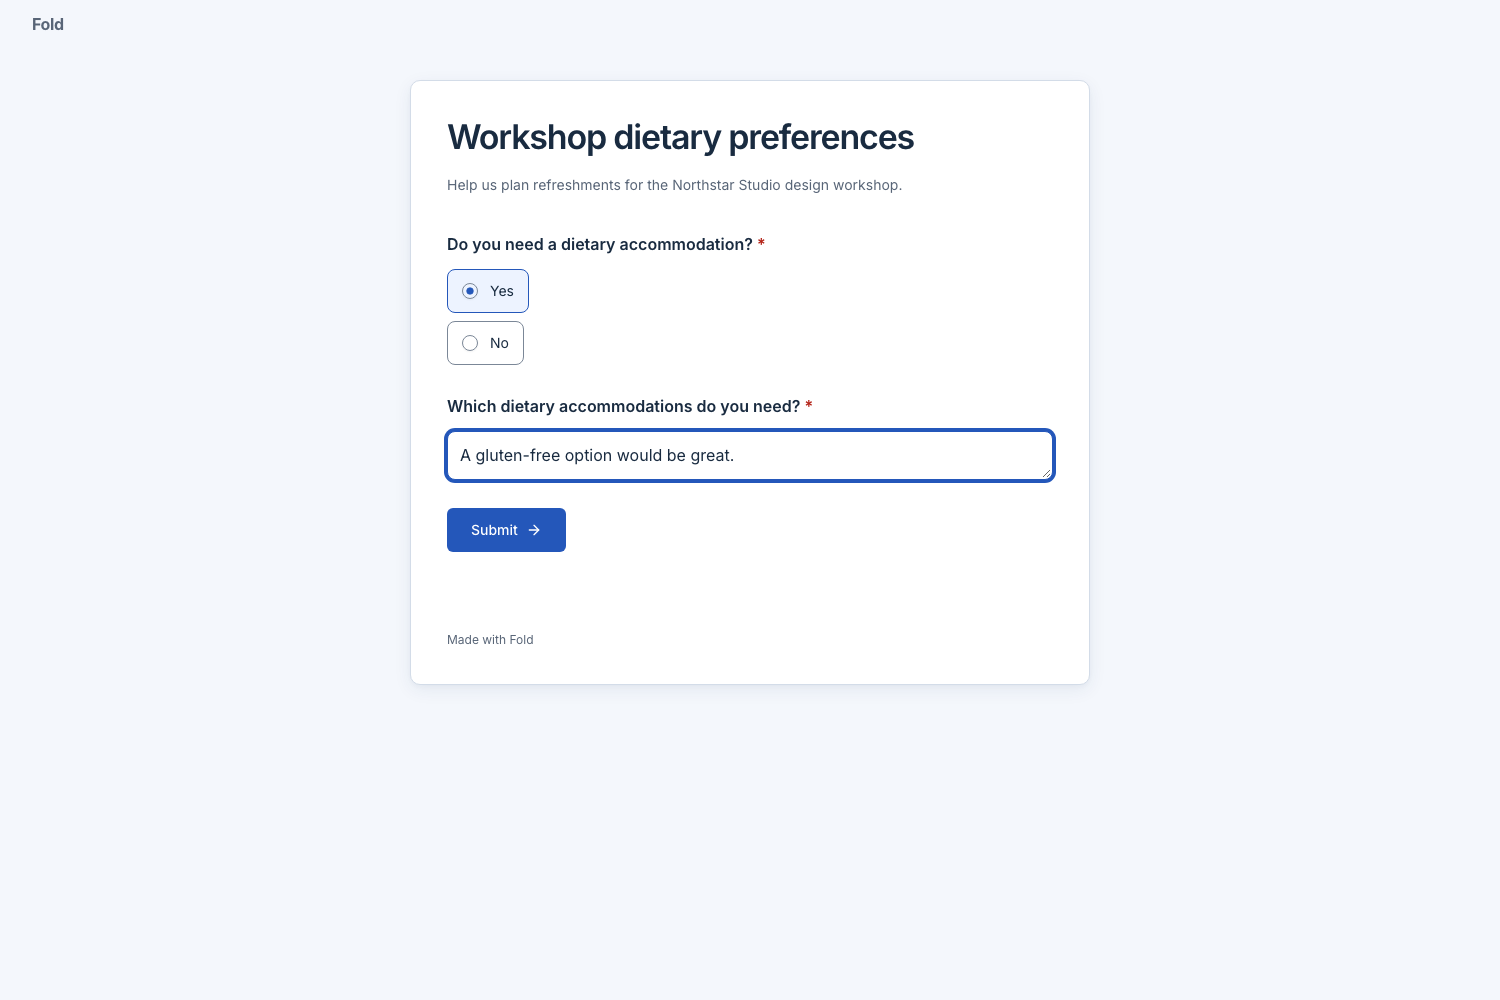 Fold
Workshop dietary preferences
Help us plan refreshments for the Northstar Studio design workshop.
Do you need a dietary accommodation? *
Yes
No
Which dietary accommodations do you need? *
A gluten-free option would be great.
Submit →
Made with Fold